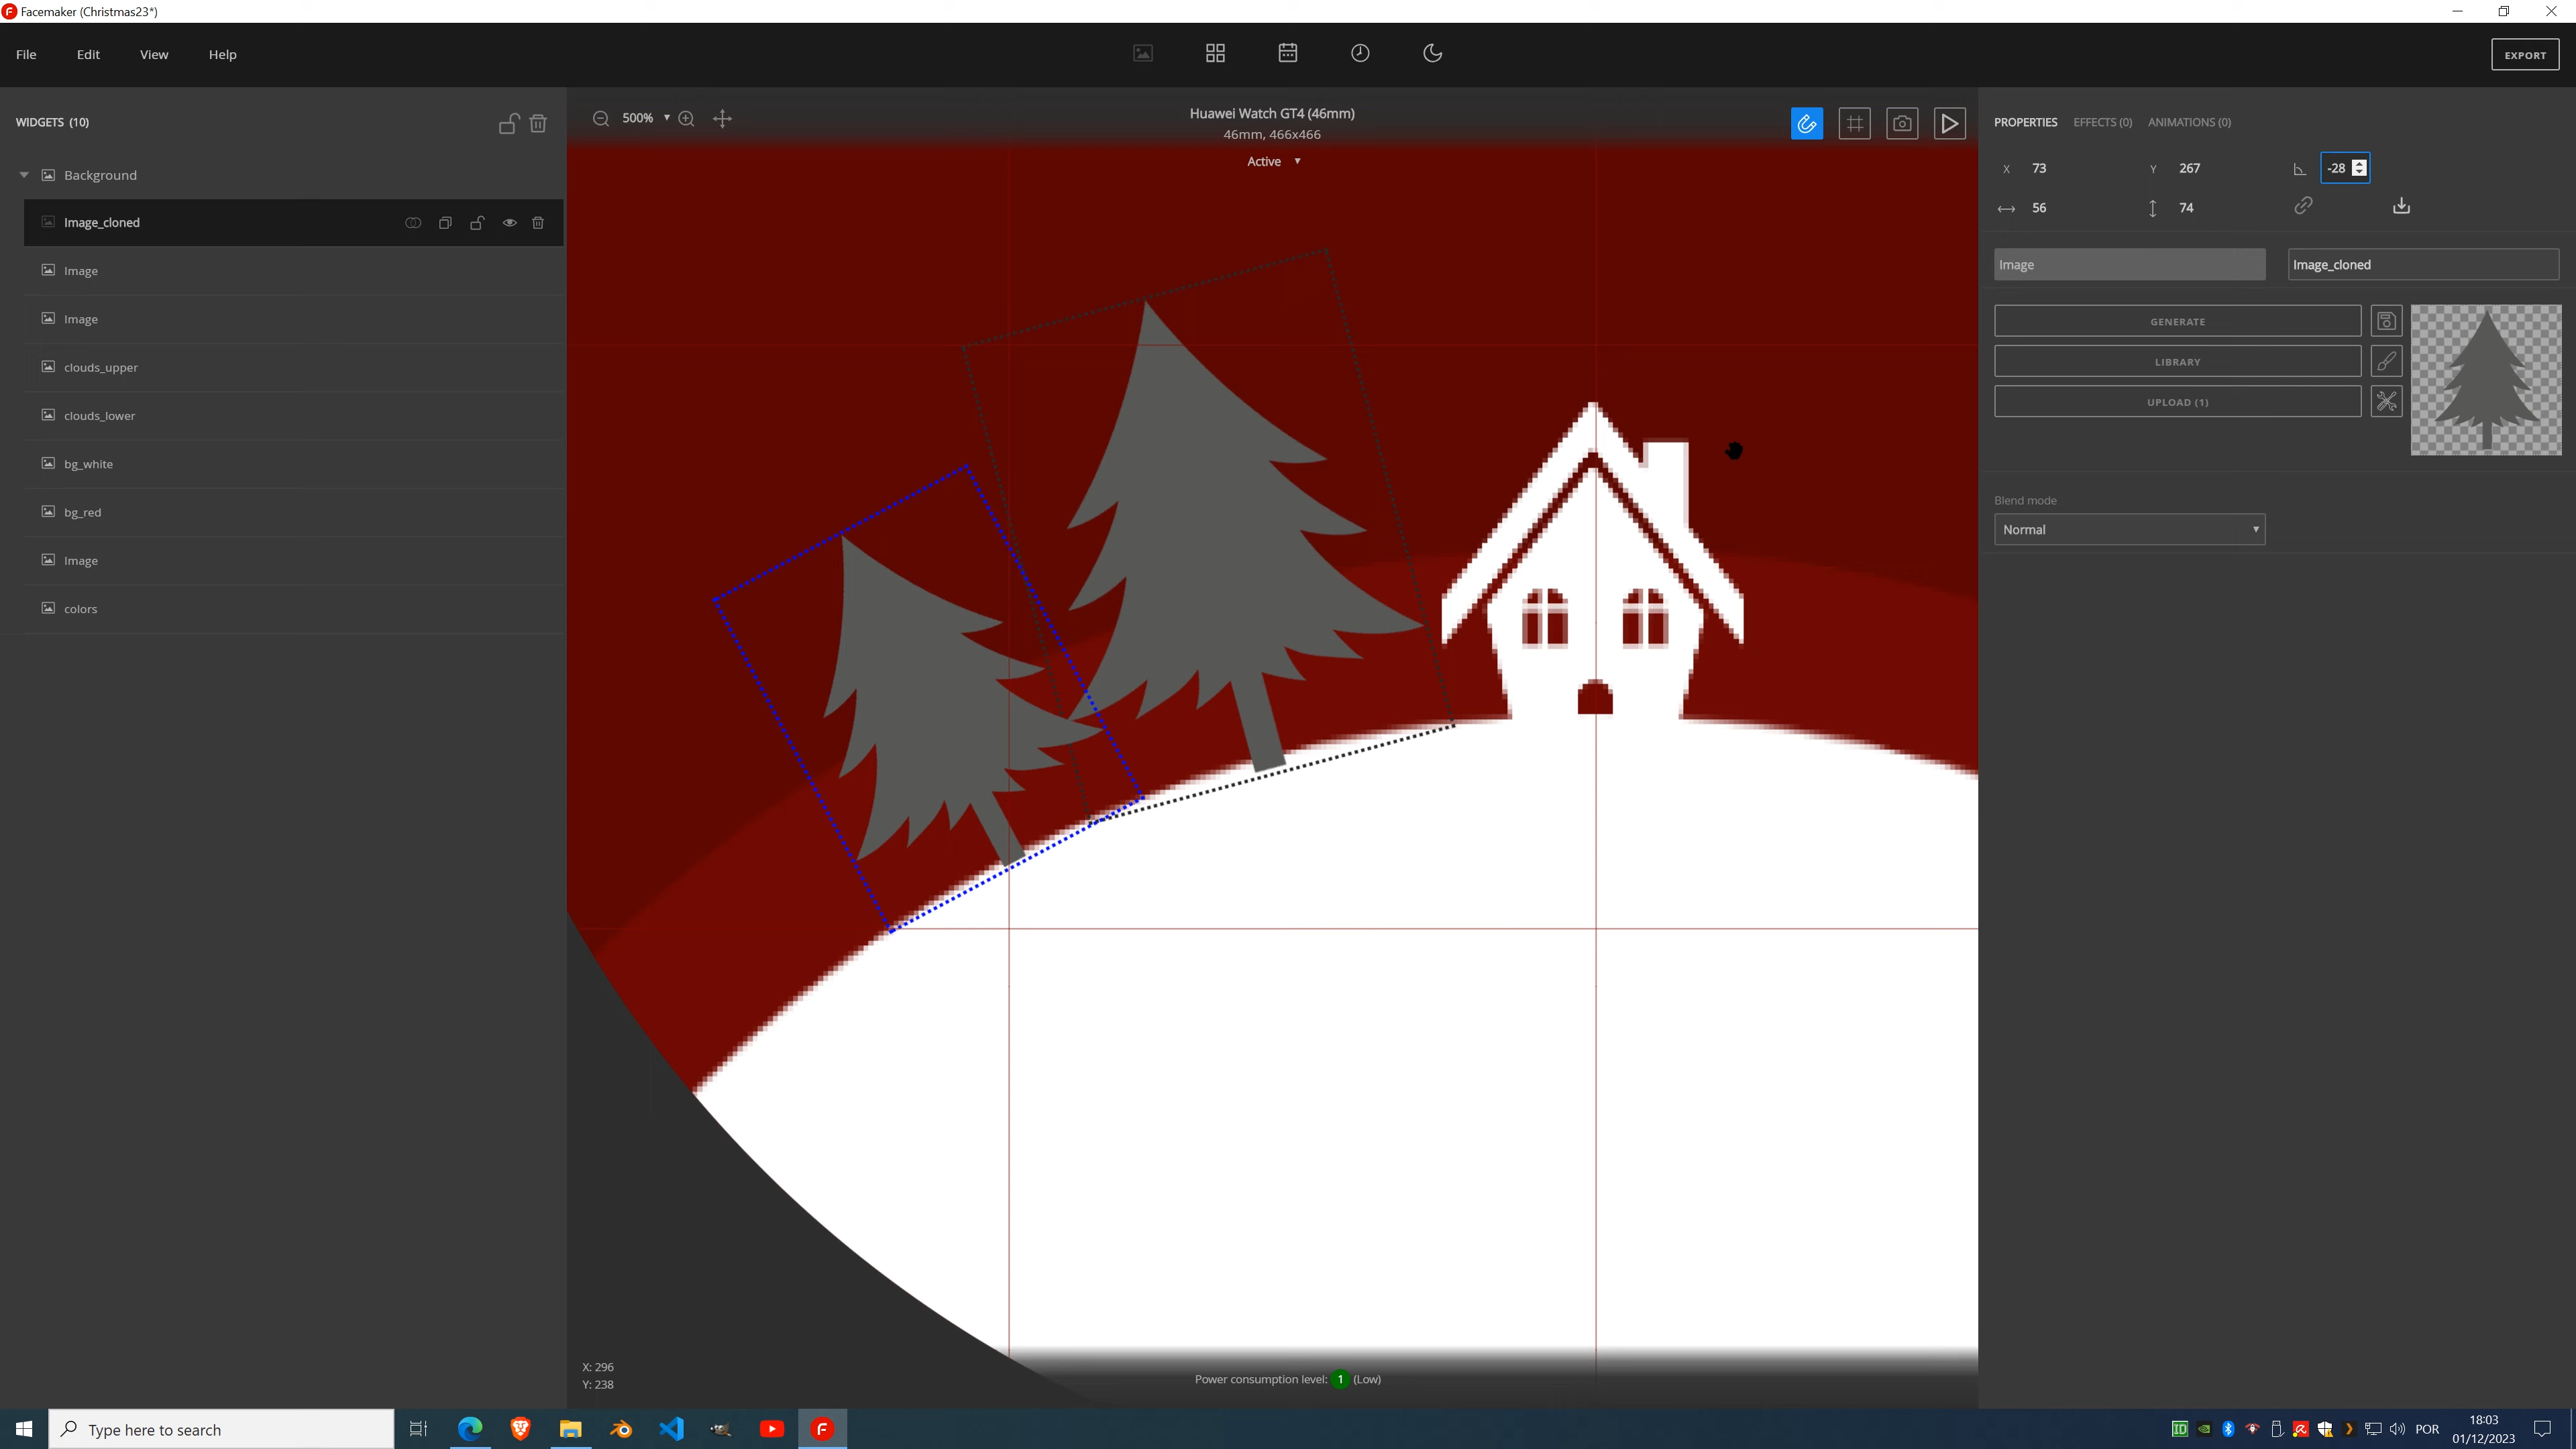 Facemaker (Christmas23*)
File Edit View Help
EXPORT
WIDGETS (10)
Background
Image_cloned
Image
Image
clouds_upper
clouds_lower
bg_white
bg_red
Image
colors
500%
Huawei Watch GT4 (46mm)
46mm, 466x466
Active
X: 296
Y: 238
Power consumption level: 1 (Low)
PROPERTIES EFFECTS (0) ANIMATIONS (0)
X 73 Y 267 -28
56 74
Image Image_cloned
GENERATE
LIBRARY
UPLOAD (1)
Blend mode
Normal
Type here to search
POR
18:03
01/12/2023